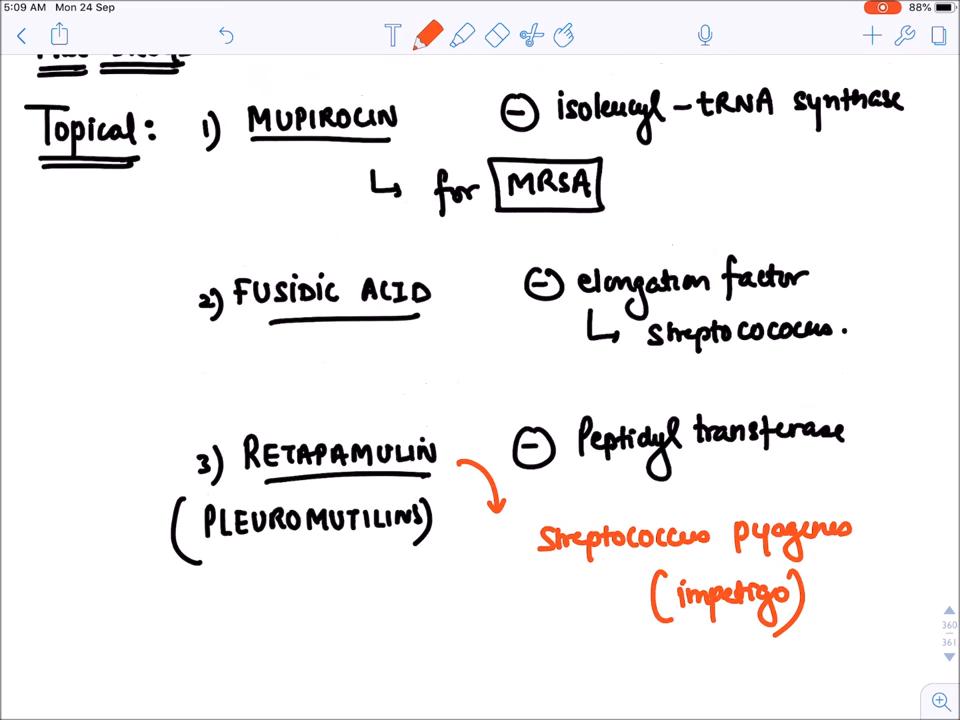 5:09 AM Mon 24 Sep 88%
Topical: 1) MUPIROCIN ⊖ isoleucyl - tRNA synthase
↳ for MRSA
2) FUSIDIC ACID ⊖ elongation factor
↳ streptococcus.
3) RETAPAMULIN ⊖ Peptidyl transferase
(PLEUROMUTILINS)
streptococcus pyogenes
(impetigo)
360
361